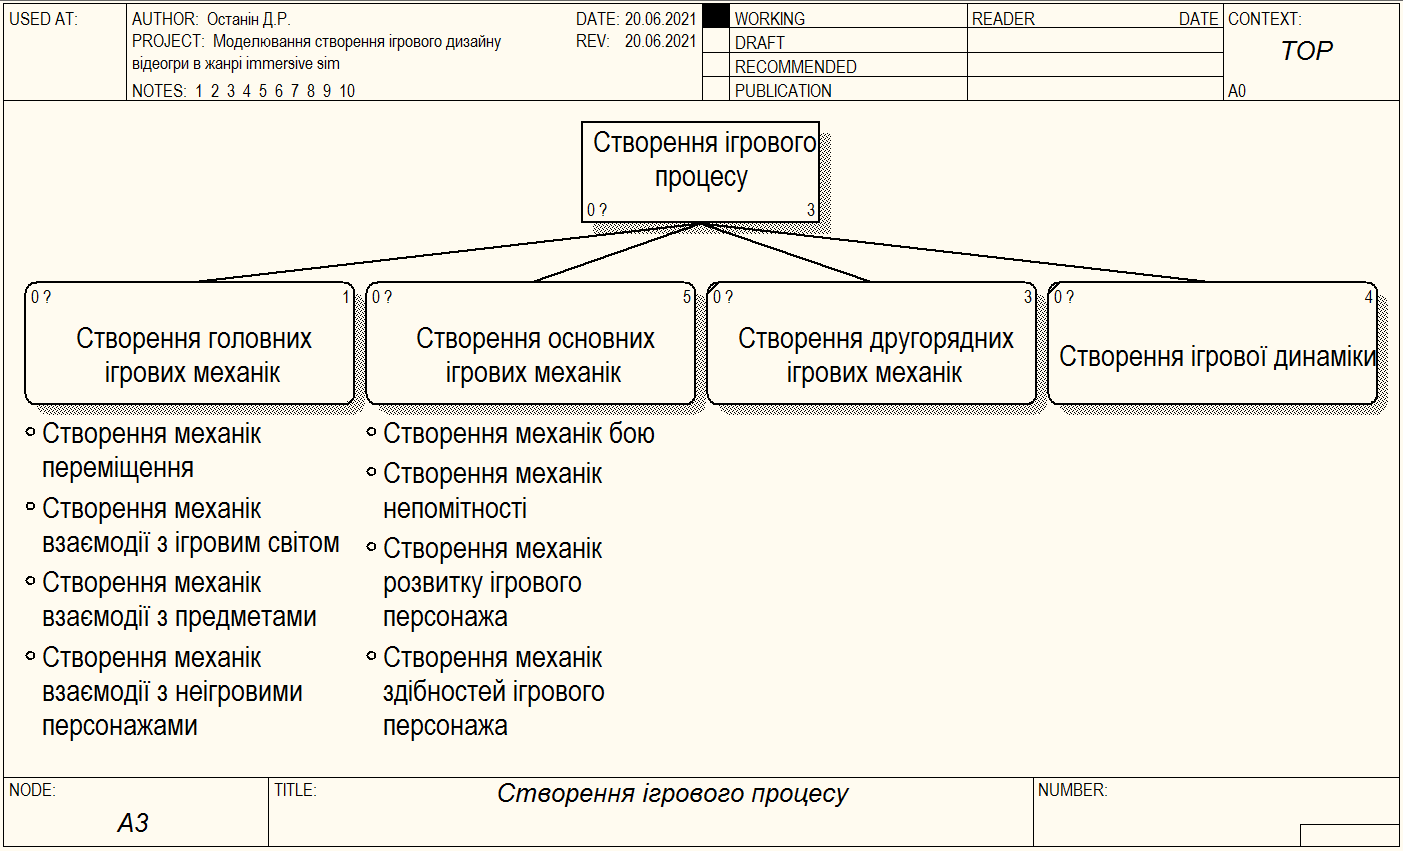 USED AT:
AUTHOR: Останін Д.Р.
DATE: 20.06.2021
PROJECT: Моделювання створення ігрового дизайну
відеогри в жанрі immersive sim
REV: 20.06.2021
NOTES: 1 2 3 4 5 6 7 8 9 10
WORKING
DRAFT
RECOMMENDED
PUBLICATION
READER DATE
CONTEXT:
TOP
A0
Створення ігрового
процесу
0 ? 3
0 ? 1
Створення головних
ігрових механік
0 ? 5
Створення основних
ігрових механік
0 ? 3
Створення другорядних
ігрових механік
0 ? 4
Створення ігрової динаміки
Створення механік
переміщення
Створення механік
взаємодії з ігровим світом
Створення механік
взаємодії з предметами
Створення механік
взаємодії з неігровими
персонажами
Створення механік бою
Створення механік
непомітності
Створення механік
розвитку ігрового
персонажа
Створення механік
здібностей ігрового
персонажа
NODE:
A3
TITLE:
Створення ігрового процесу
NUMBER: